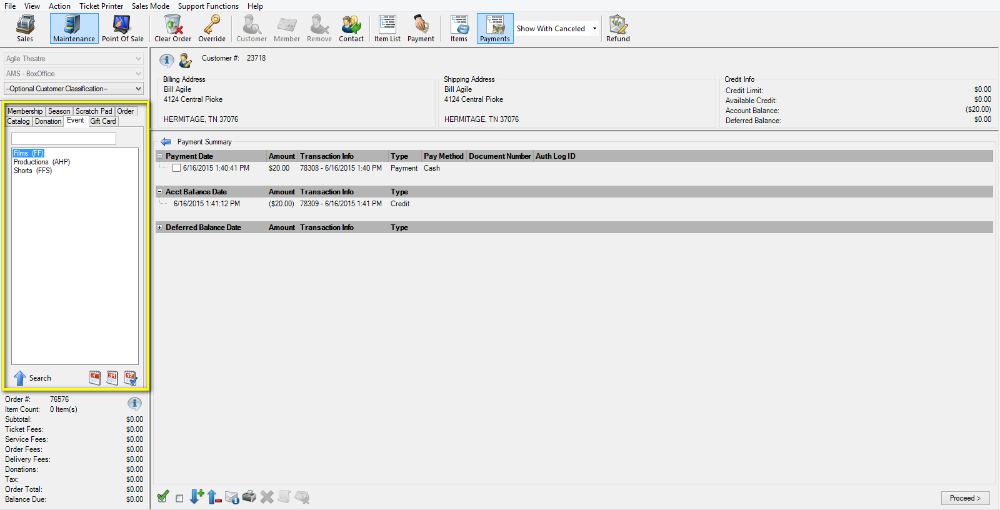 File View Action Ticket Printer Sales Mode Support Functions Help
Sales Maintenance Point Of Sale Clear Order Override Customer Member Remove Contact Item List Payment Items Payments Show With Canceled Refund
Agile Theatre
AMS - BoxOffice
--Optional Customer Classification--
Membership Season Scratch Pad Order
Catalog Donation Event Gift Card
Films (FF)
Productions (AHP)
Shorts (FFS)
Search 1 31 12
Order #: 76576
Item Count: 0 Item(s)
Subtotal: $0.00
Ticket Fees: $0.00
Service Fees: $0.00
Order Fees: $0.00
Delivery Fees: $0.00
Donations: $0.00
Tax: $0.00
Order Total: $0.00
Balance Due: $0.00
Customer #: 23718
Billing Address
Bill Agile
4124 Central Pioke
HERMITAGE, TN 37076
Shipping Address
Bill Agile
4124 Central Pioke
HERMITAGE, TN 37076
Credit Info
Credit Limit: $0.00
Available Credit: $0.00
Account Balance: ($20.00)
Deferred Balance: $0.00
Payment Summary
Payment Date Amount Transaction Info Type Pay Method Document Number Auth Log ID
6/16/2015 1:40:41 PM $20.00 78308 - 6/16/2015 1:40 PM Payment Cash
Acct Balance Date Amount Transaction Info Type
6/16/2015 1:41:12 PM ($20.00) 78309 - 6/16/2015 1:41 PM Credit
Deferred Balance Date Amount Transaction Info Type
Proceed >